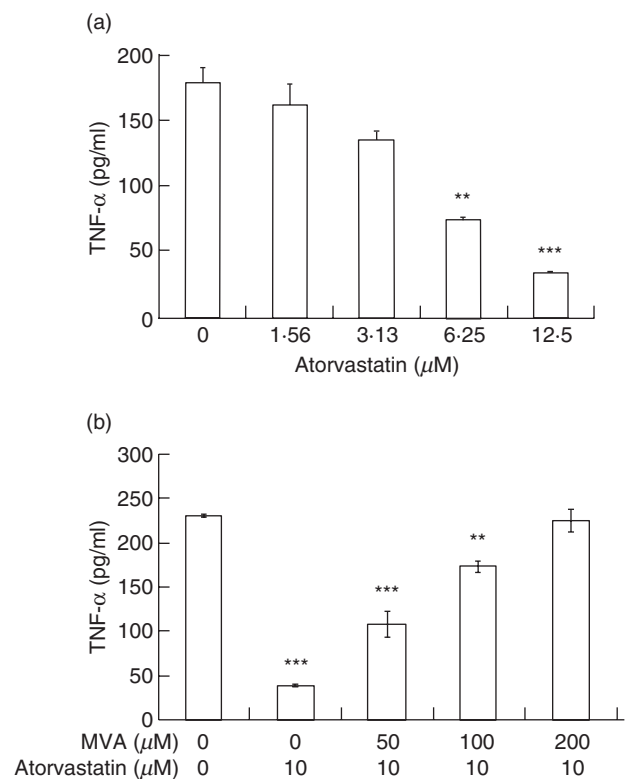 (a)
TNF-α (pg/ml)
200
150
100
50
0
**
***
0 1·56 3·13 6·25 12·5
Atorvastatin (μM)
(b)
TNF-α (pg/ml)
300
250
200
150
100
50
0
***
***
**
MVA (μM) 0 0 50 100 200
Atorvastatin (μM) 0 10 10 10 10